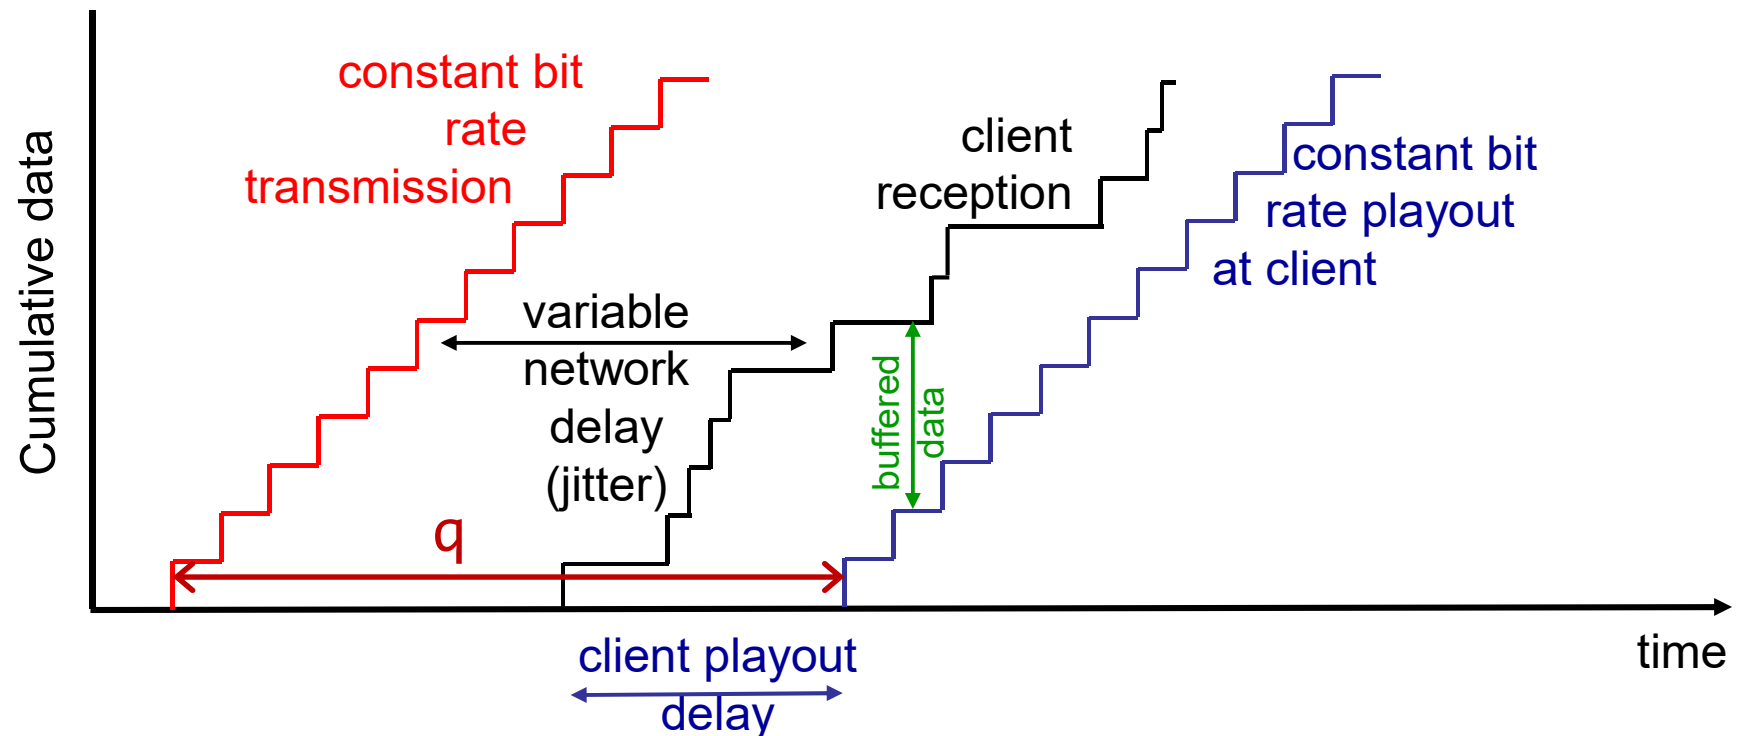 constant bit
rate
transmission
client
reception
constant bit
rate playout
at client
Cumulative data
variable
network
delay
(jitter)
buffered
data
q
client playout
delay
time